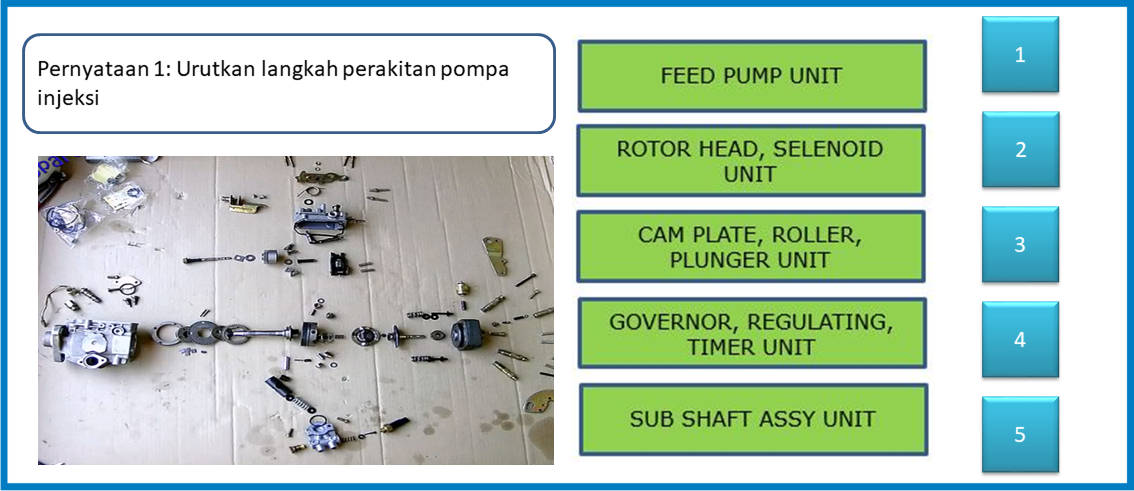 Pernyataan 1: Urutkan langkah perakitan pompa
injeksi
FEED PUMP UNIT
ROTOR HEAD, SELENOID
UNIT
CAM PLATE, ROLLER,
PLUNGER UNIT
GOVERNOR, REGULATING,
TIMER UNIT
SUB SHAFT ASSY UNIT
1
2
3
4
5